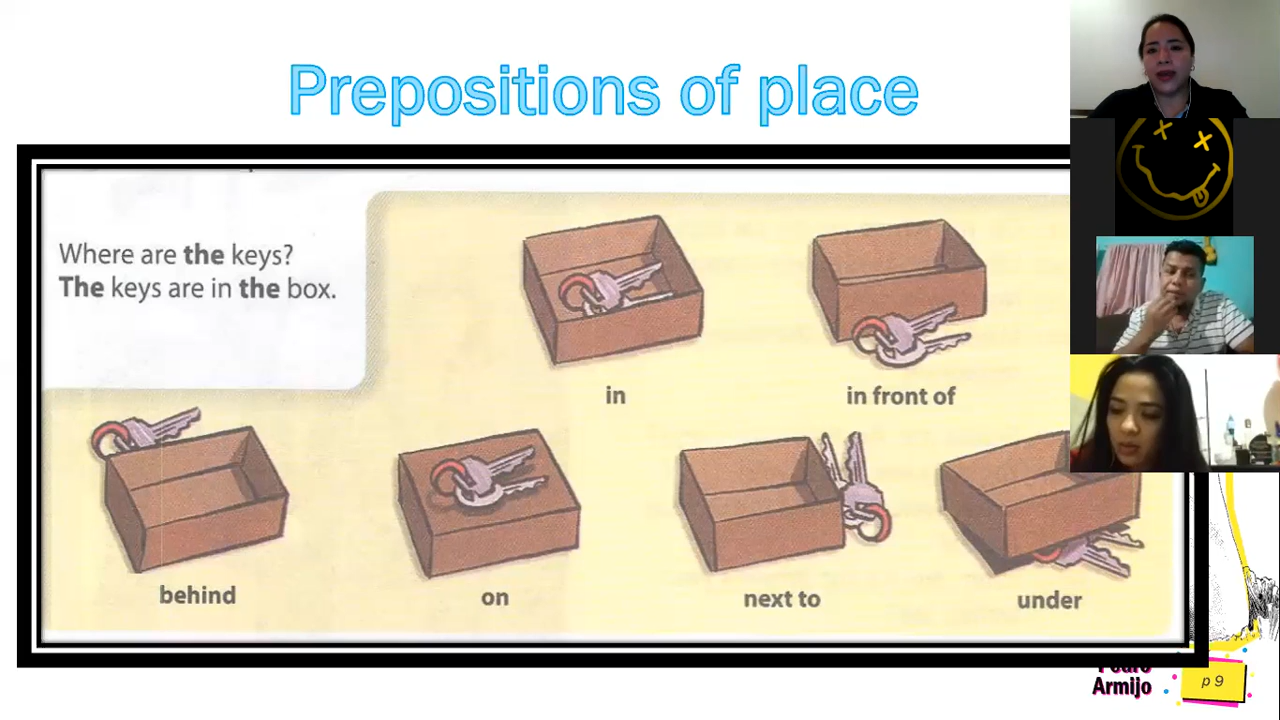 Prepositions of place
Where are the keys?
The keys are in the box.
in
in front of
behind
on
next to
under
Armijo
p 9